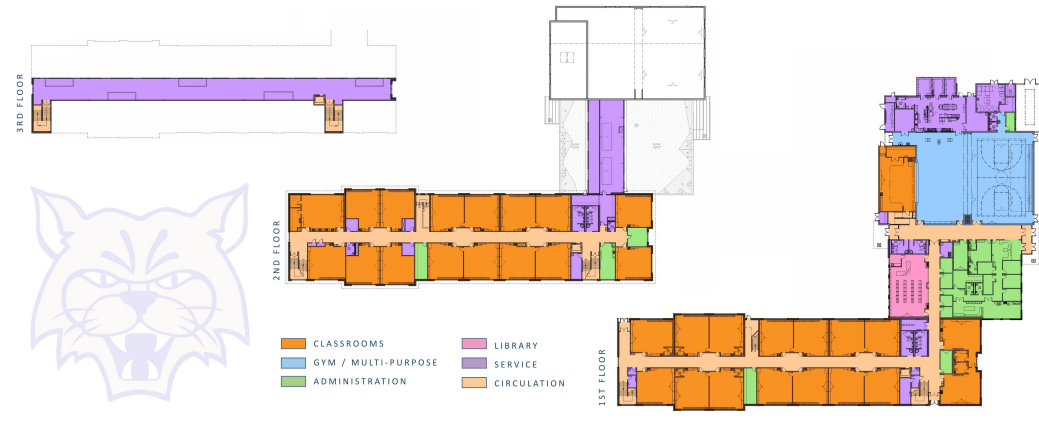 3RD FLOOR
2ND FLOOR
1ST FLOOR
CLASSROOMS
GYM / MULTI-PURPOSE
ADMINISTRATION
LIBRARY
SERVICE
CIRCULATION